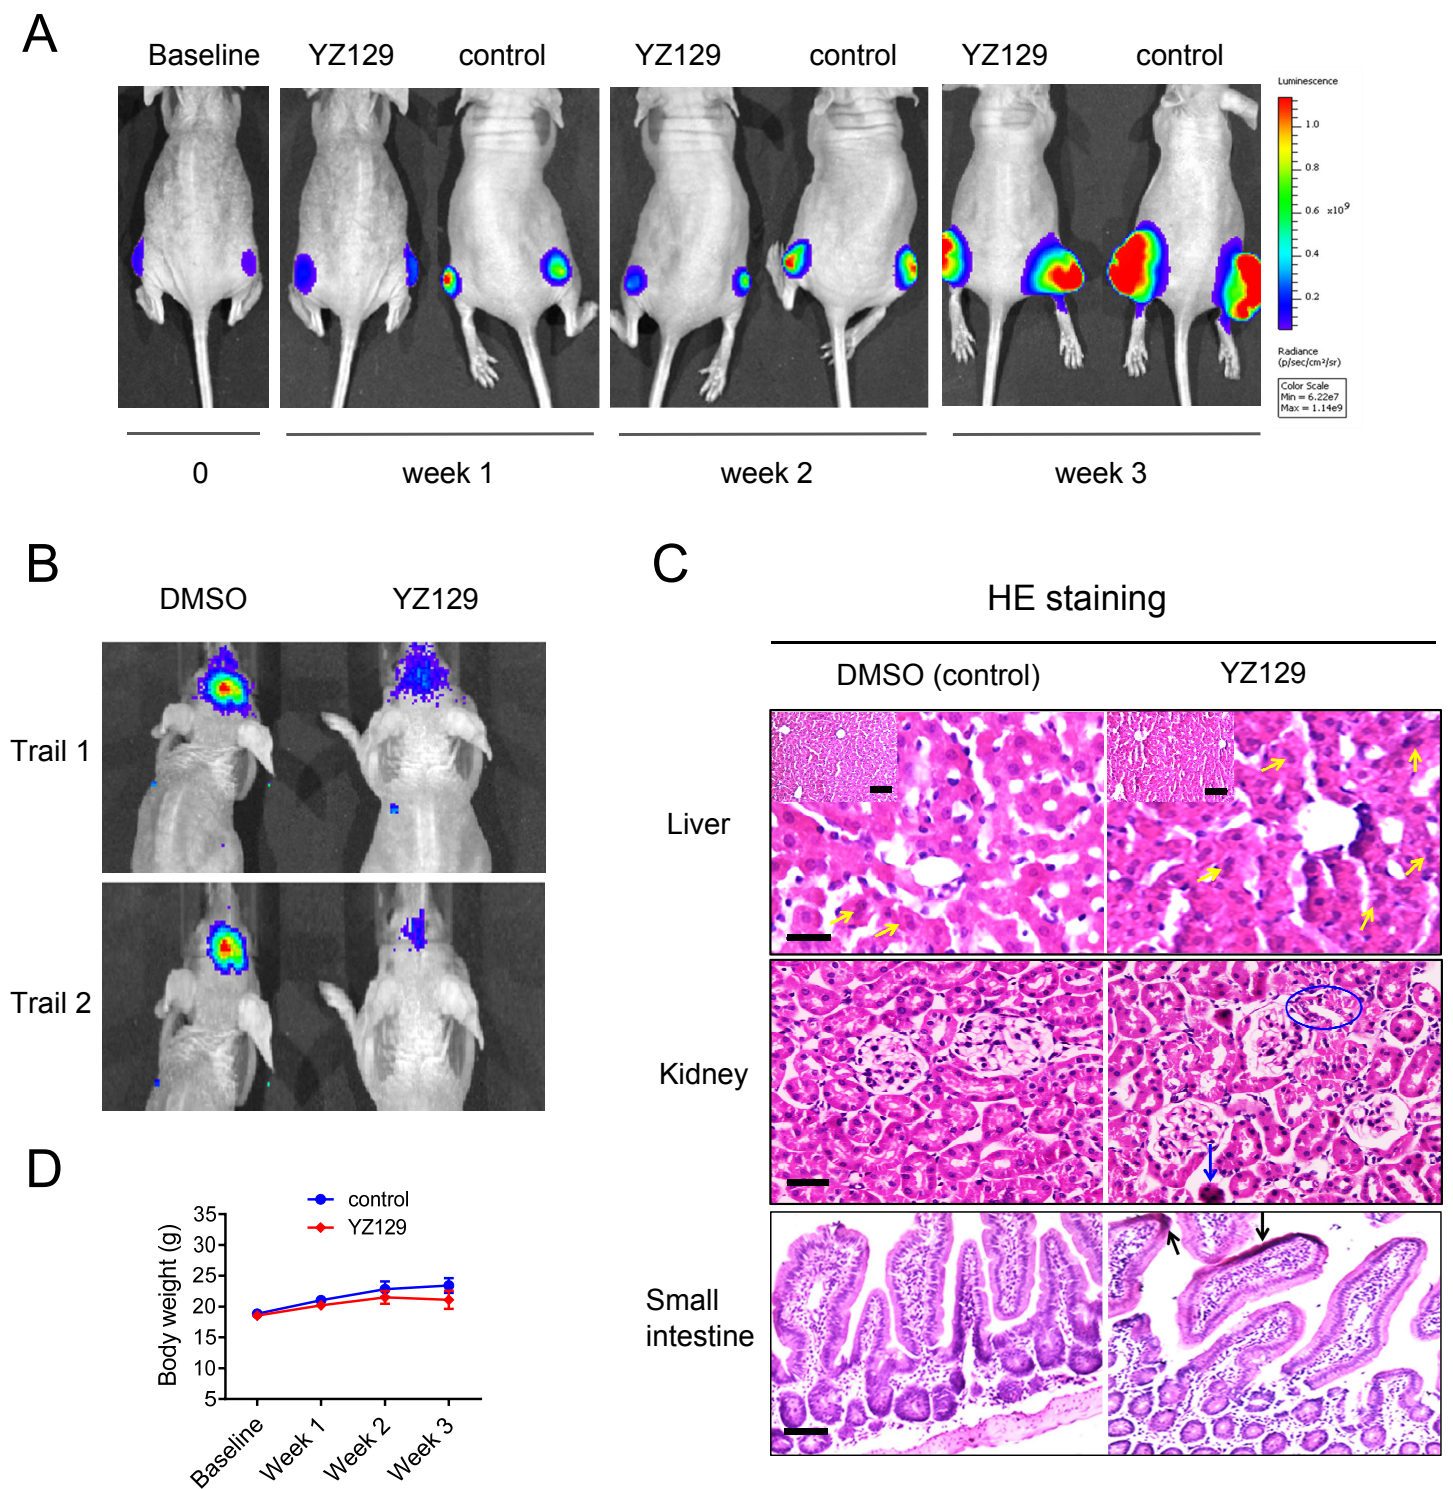 A
Baseline YZ129 control YZ129 control YZ129 control
Luminescence
1.0
0.8
0.6 x10^9
0.4
0.2
Radiance
(p/sec/cm²/sr)
Color Scale
Min = 6.22e7
Max = 1.14e9
0 week 1 week 2 week 3
B
DMSO YZ129
Trail 1
Trail 2
C
HE staining
DMSO (control) YZ129
Liver
Kidney
Small
intestine
D
control
YZ129
Body weight (g)
35
30
25
20
15
10
5
Baseline Week 1 Week 2 Week 3